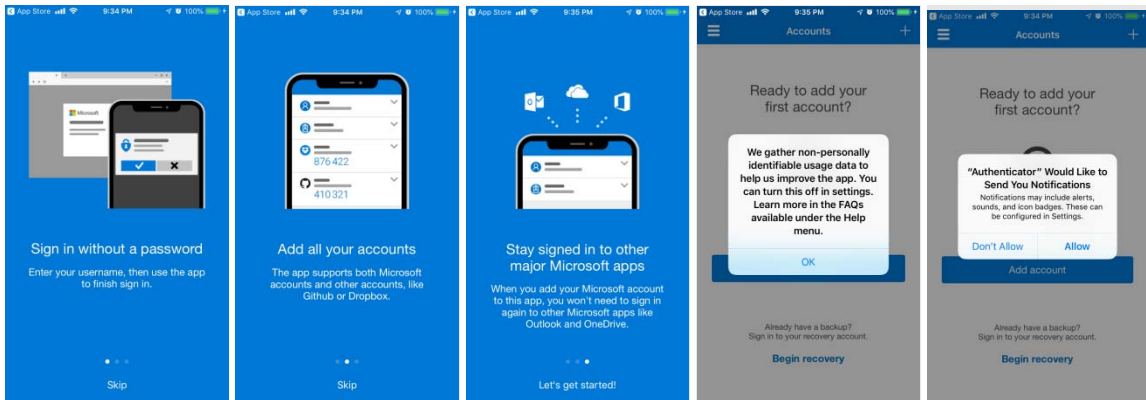 App Store 9:34 PM 100%
Microsoft
Sign in without a password
Enter your username, then use the app
to finish sign in.
Skip
App Store 9:34 PM 100%
876 422
410 321
Add all your accounts
The app supports both Microsoft
accounts and other accounts, like
Github or Dropbox.
Skip
App Store 9:35 PM 100%
Stay signed in to other
major Microsoft apps
When you add your Microsoft account
to this app, you won't need to sign in
again to other Microsoft apps like
Outlook and OneDrive.
Let's get started!
App Store 9:35 PM 100%
Accounts
Ready to add your
first account?
We gather non-personally
identifiable usage data to
help us improve the app. You
can turn this off in settings.
Learn more in the FAQs
available under the Help
menu.
OK
Already have a backup?
Sign in to your recovery account.
Begin recovery
App Store 9:34 PM 100%
Accounts
Ready to add your
first account?
“Authenticator” Would Like to
Send You Notifications
Notifications may include alerts,
sounds, and icon badges. These can
be configured in Settings.
Don't Allow Allow
Add account
Already have a backup?
Sign in to your recovery account.
Begin recovery